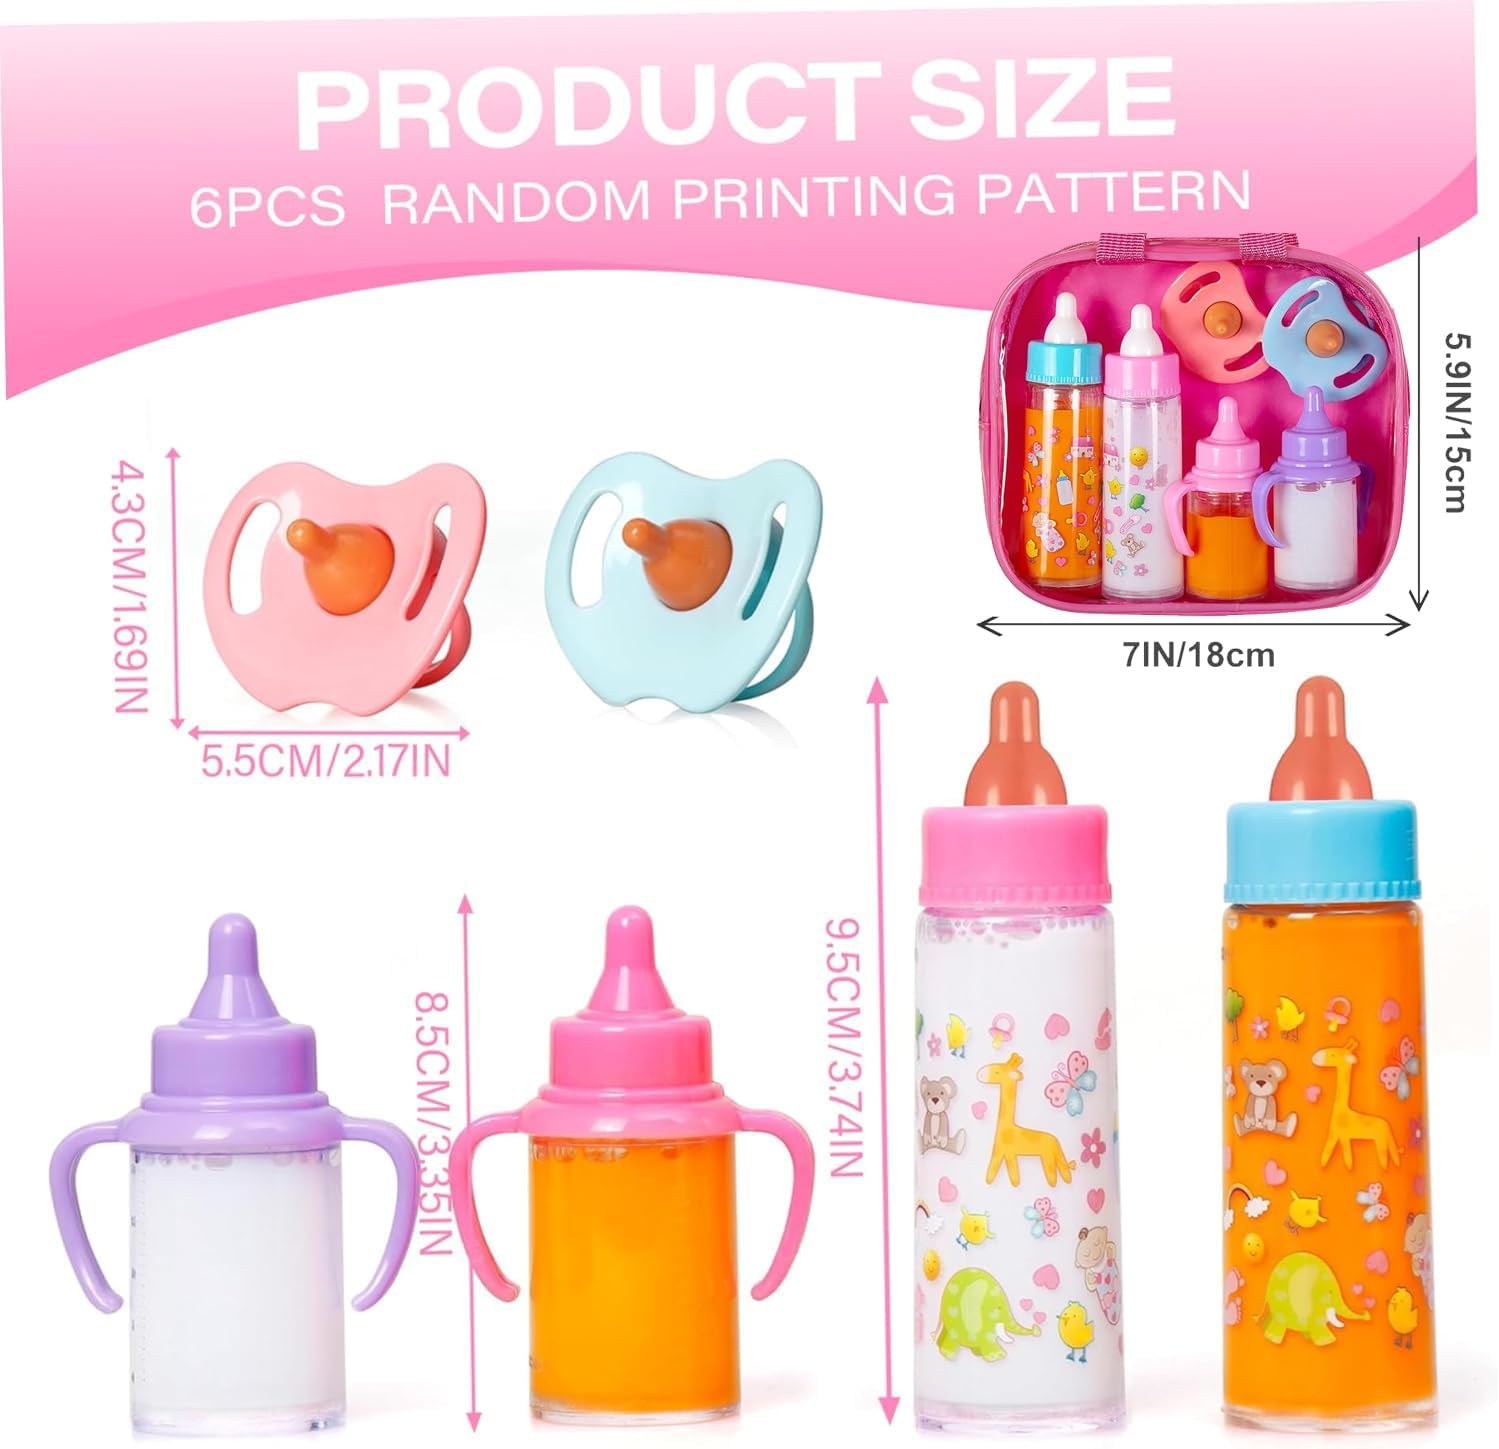 PRODUCT SIZE
6PCS RANDOM PRINTING PATTERN
5.9IN/15cm
7IN/18cm
4.3CM/1.69IN
5.5CM/2.17IN
8.5CM/3.35IN
9.5CM/3.74IN